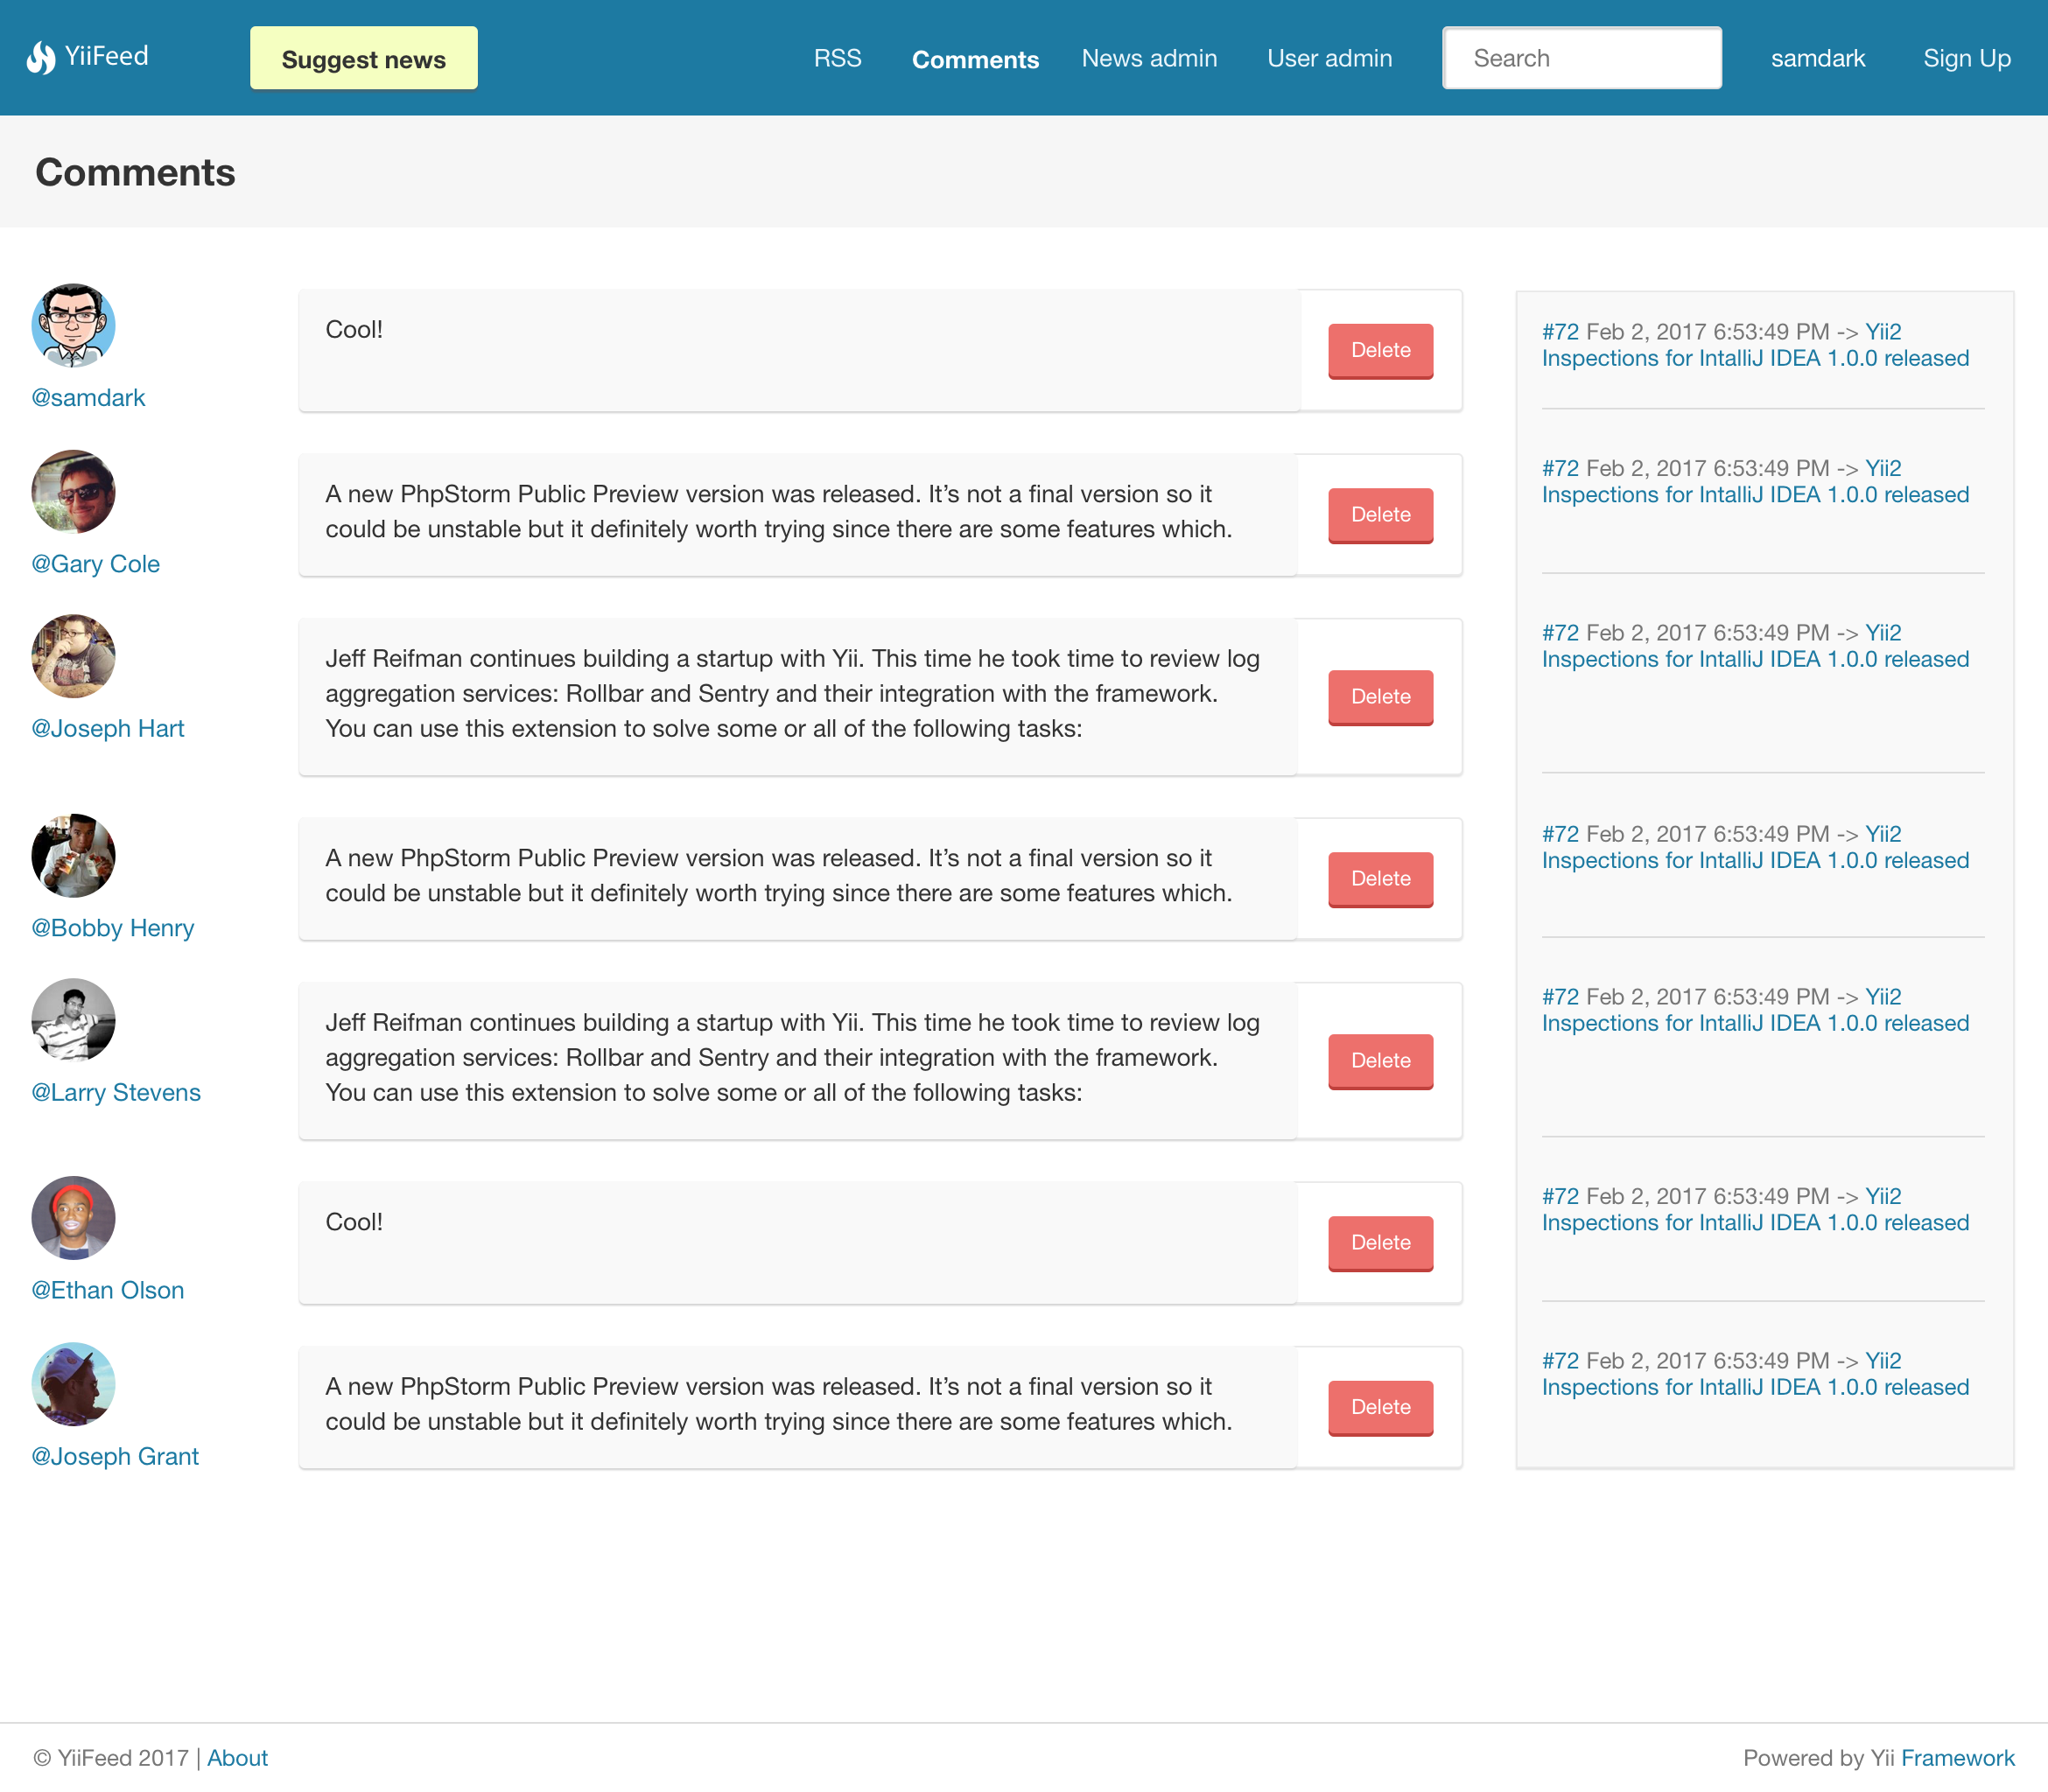 YiiFeed
Suggest news
RSS
Comments
News admin
User admin
Search
samdark
Sign Up
Comments
@samdark
Cool!
Delete
#72 Feb 2, 2017 6:53:49 PM -> Yii2
Inspections for IntalliJ IDEA 1.0.0 released
@Gary Cole
A new PhpStorm Public Preview version was released. It’s not a final version so it
could be unstable but it definitely worth trying since there are some features which.
Delete
#72 Feb 2, 2017 6:53:49 PM -> Yii2
Inspections for IntalliJ IDEA 1.0.0 released
@Joseph Hart
Jeff Reifman continues building a startup with Yii. This time he took time to review log
aggregation services: Rollbar and Sentry and their integration with the framework.
You can use this extension to solve some or all of the following tasks:
Delete
#72 Feb 2, 2017 6:53:49 PM -> Yii2
Inspections for IntalliJ IDEA 1.0.0 released
@Bobby Henry
A new PhpStorm Public Preview version was released. It’s not a final version so it
could be unstable but it definitely worth trying since there are some features which.
Delete
#72 Feb 2, 2017 6:53:49 PM -> Yii2
Inspections for IntalliJ IDEA 1.0.0 released
@Larry Stevens
Jeff Reifman continues building a startup with Yii. This time he took time to review log
aggregation services: Rollbar and Sentry and their integration with the framework.
You can use this extension to solve some or all of the following tasks:
Delete
#72 Feb 2, 2017 6:53:49 PM -> Yii2
Inspections for IntalliJ IDEA 1.0.0 released
@Ethan Olson
Cool!
Delete
#72 Feb 2, 2017 6:53:49 PM -> Yii2
Inspections for IntalliJ IDEA 1.0.0 released
@Joseph Grant
A new PhpStorm Public Preview version was released. It’s not a final version so it
could be unstable but it definitely worth trying since there are some features which.
Delete
#72 Feb 2, 2017 6:53:49 PM -> Yii2
Inspections for IntalliJ IDEA 1.0.0 released
© YiiFeed 2017 | About
Powered by Yii Framework